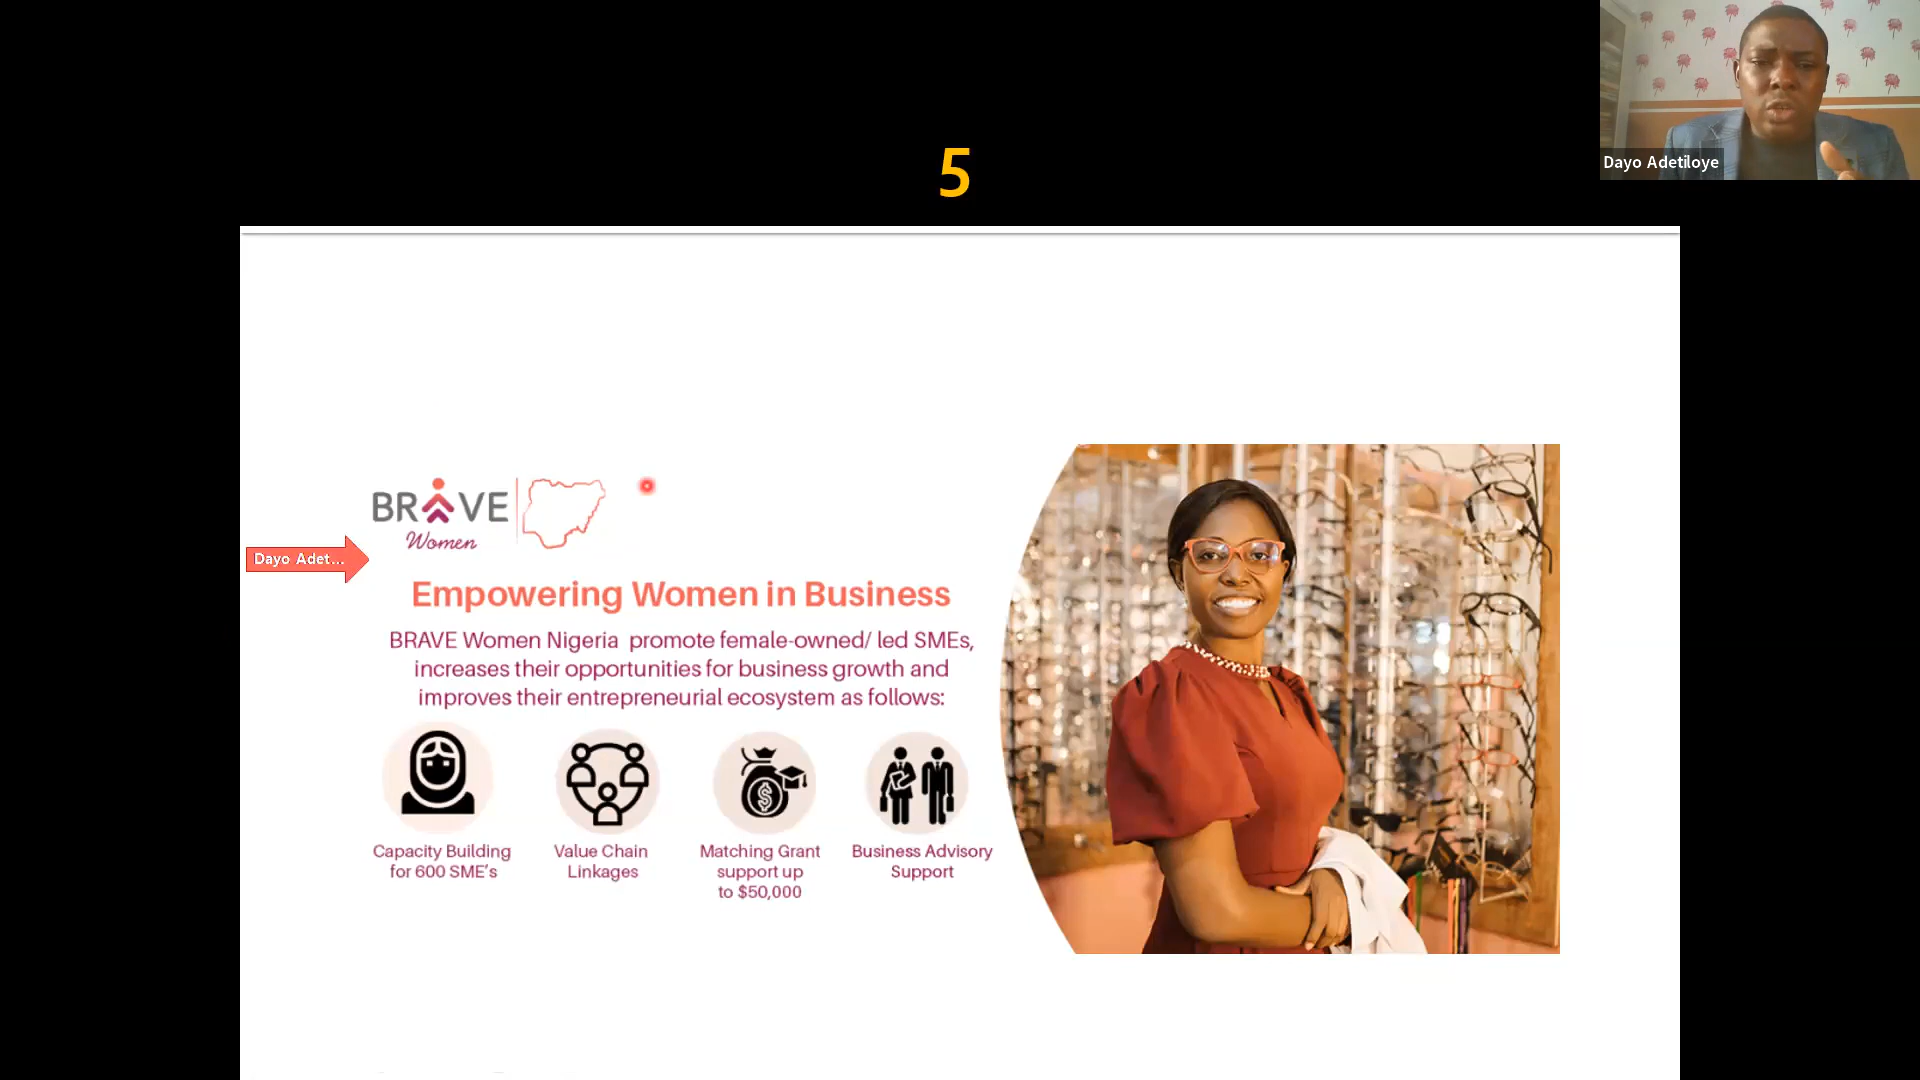 5
Dayo Adetiloye
BRAVE
Women
Dayo Adet...
Empowering Women in Business
BRAVE Women Nigeria promote female-owned/ led SMEs,
increases their opportunities for business growth and
improves their entrepreneurial ecosystem as follows:
Capacity Building
for 600 SME's
Value Chain
Linkages
Matching Grant
support up
to $50,000
Business Advisory
Support